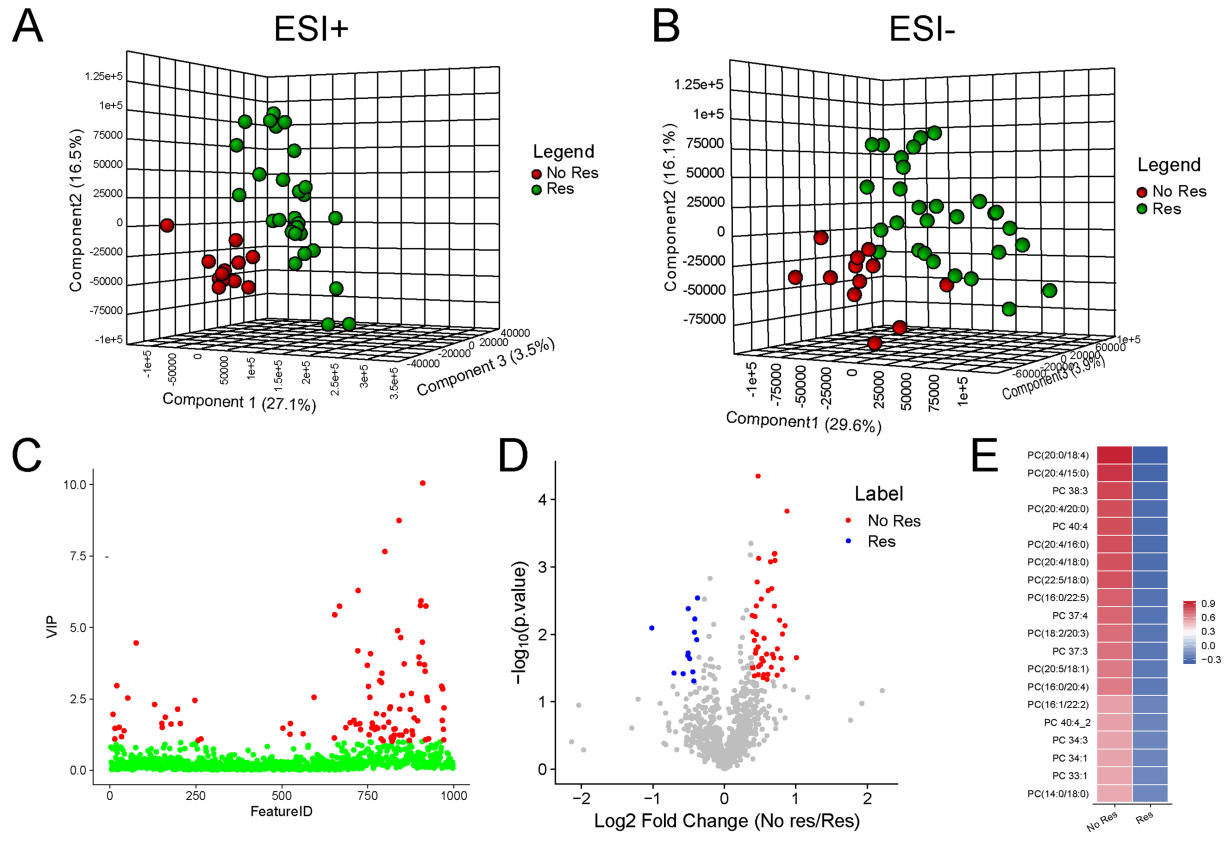 A
ESI+
1.25e+5
1e+5
75000
50000
25000
0
-25000
-50000
-75000
-1e+5
Component2 (16.5%)
-1e+5
-50000
0
50000
1e+5
1.5e+5
2e+5
2.5e+5
3e+5
3.5e+5
Component 1 (27.1%)
-40000
-20000
0
20000
40000
Component 3 (3.5%)
Legend
No Res
Res
B
ESI-
1.25e+5
1e+5
75000
50000
25000
0
-25000
-50000
-75000
Component2 (16.1%)
-1e+5
-75000
-50000
-25000
0
25000
50000
75000
1e+5
Component1 (29.6%)
-60000
-20000
0
20000
60000
1e+5
Component3 (3.9%)
Legend
No Res
Res
C
10.0
7.5
5.0
2.5
0.0
VIP
0
250
500
750
1000
FeatureID
D
4
3
2
1
0
−log10(p.value)
−2
−1
0
1
2
Log2 Fold Change (No res/Res)
Label
No Res
Res
E
PC(20:0/18:4)
PC(20:4/15:0)
PC 38:3
PC(20:4/20:0)
PC 40:4
PC(20:4/16:0)
PC(20:4/18:0)
PC(22:5/18:0)
PC(16:0/22:5)
PC 37:4
PC(18:2/20:3)
PC 37:3
PC(20:5/18:1)
PC(16:0/20:4)
PC(16:1/22:2)
PC 40:4_2
PC 34:3
PC 34:1
PC 33:1
PC(14:0/18:0)
No Res
Res
0.9
0.6
0.3
0.0
−0.3